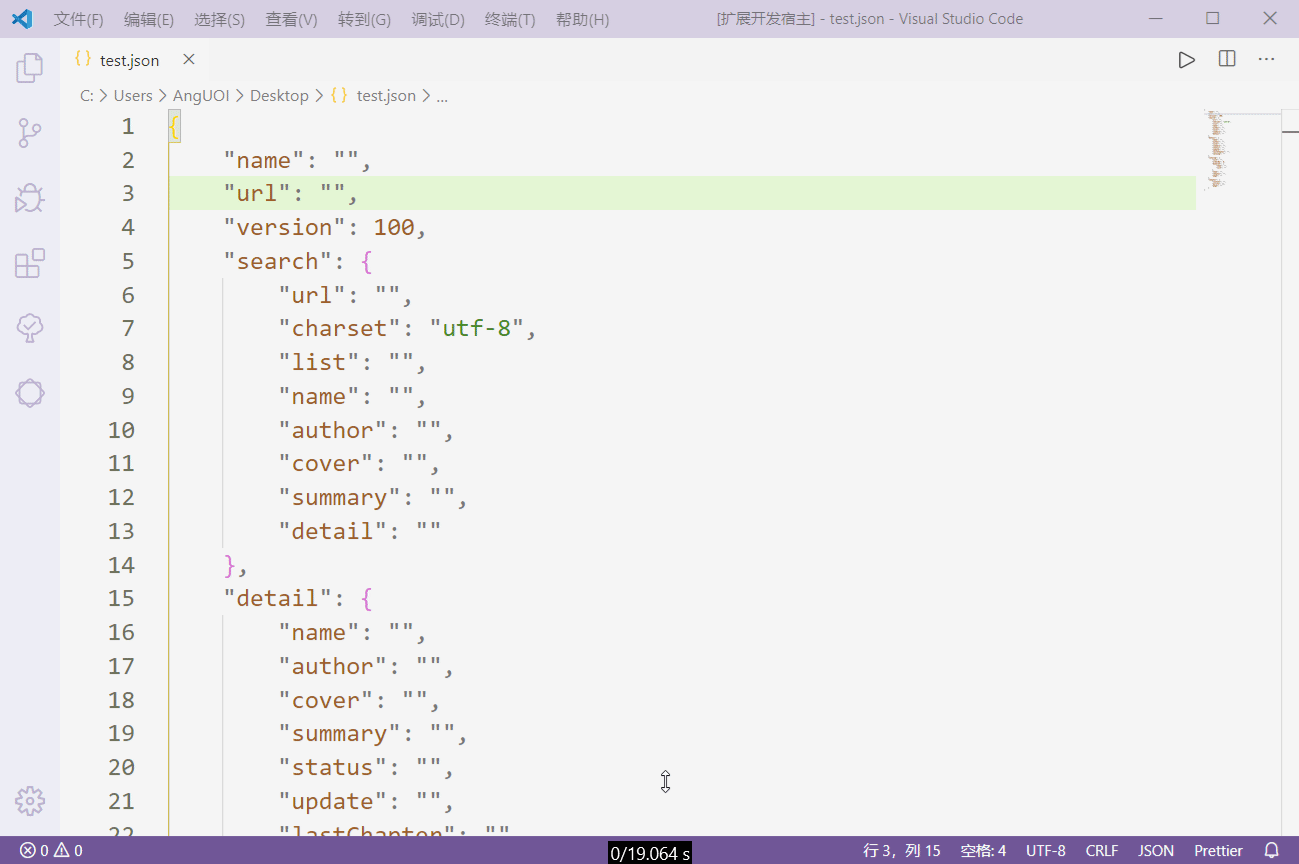 文件(F) 编辑(E) 选择(S) 查看(V) 转到(G) 调试(D) 终端(T) 帮助(H) [扩展开发宿主] - test.json - Visual Studio Code
{} test.json ×
C: > Users > AngUOI > Desktop > {} test.json > ...
1 {
2 "name": "",
3 "url": "",
4 "version": 100,
5 "search": {
6 "url": "",
7 "charset": "utf-8",
8 "list": "",
9 "name": "",
10 "author": "",
11 "cover": "",
12 "summary": "",
13 "detail": ""
14 },
15 "detail": {
16 "name": "",
17 "author": "",
18 "cover": "",
19 "summary": "",
20 "status": "",
21 "update": "",
22 "lastChapter": ""
0 0 0/19.064 s 行 3，列 15 空格: 4 UTF-8 CRLF JSON Prettier